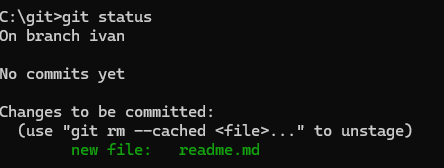 C:\git>git status
On branch ivan
No commits yet
Changes to be committed:
(use "git rm --cached <file>..." to unstage)
new file: readme.md